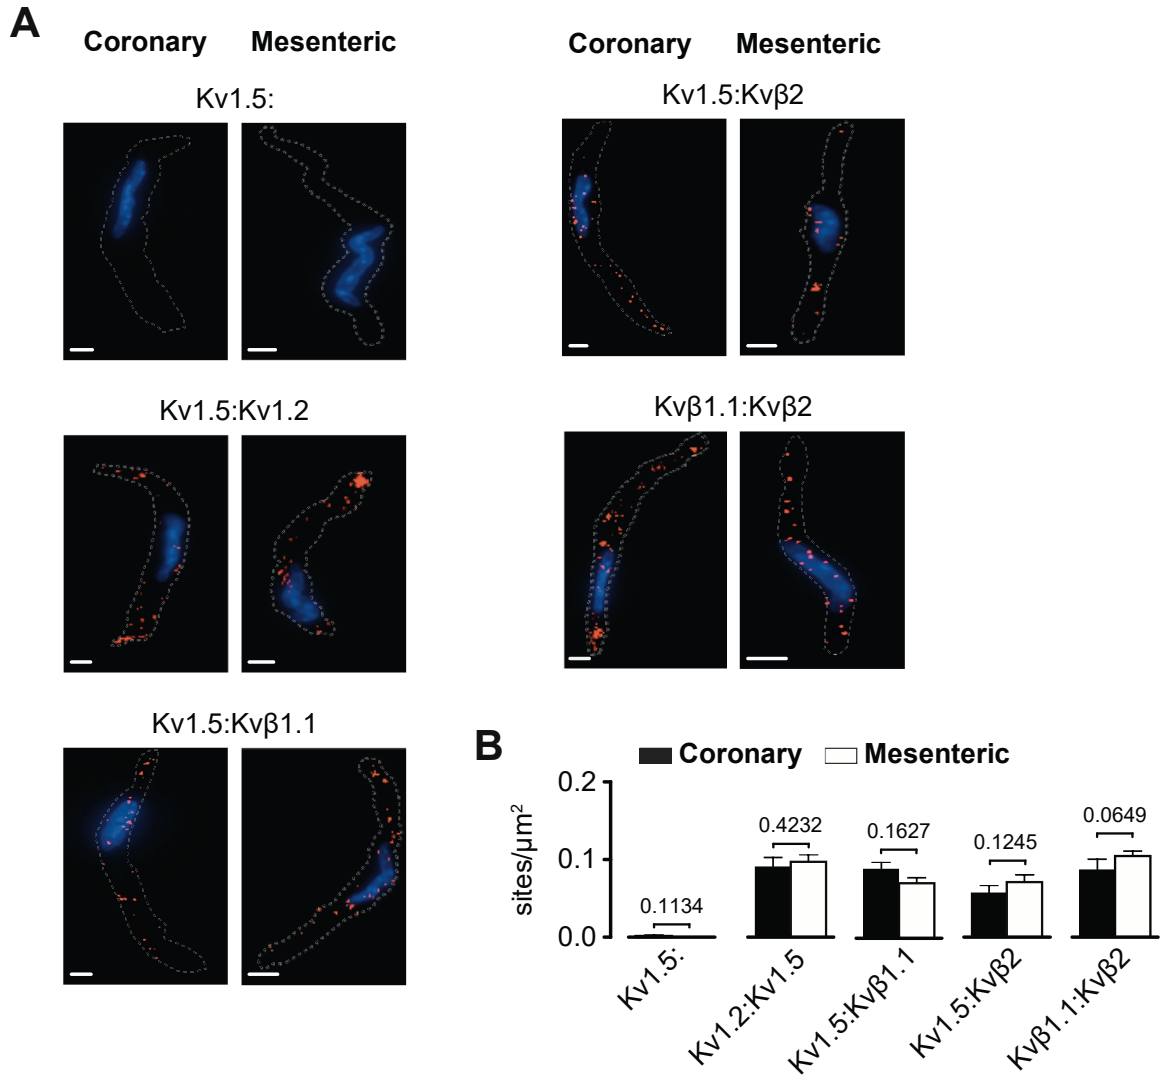 A
Coronary Mesenteric
Kv1.5:
Kv1.5:Kv1.2
Kv1.5:Kvβ1.1
Coronary Mesenteric
Kv1.5:Kvβ2
Kvβ1.1:Kvβ2
B
Coronary Mesenteric
sites/µm²
0.2
0.1
0.0
0.1134
0.4232
0.1627
0.1245
0.0649
Kv1.5:
Kv1.2:Kv1.5
Kv1.5:Kvβ1.1
Kv1.5:Kvβ2
Kvβ1.1:Kvβ2